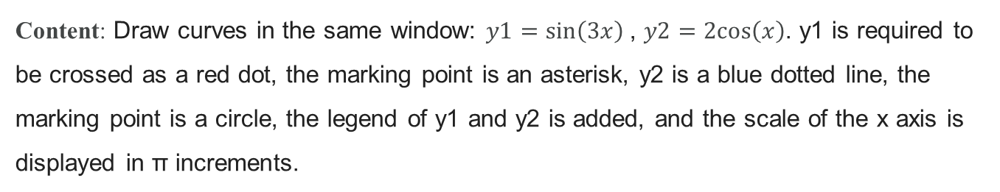 Content: Draw curves in the same window: y1 = sin(3x) , y2 = 2cos(x). y1 is required to
be crossed as a red dot, the marking point is an asterisk, y2 is a blue dotted line, the
marking point is a circle, the legend of y1 and y2 is added, and the scale of the x axis is
displayed in π increments.